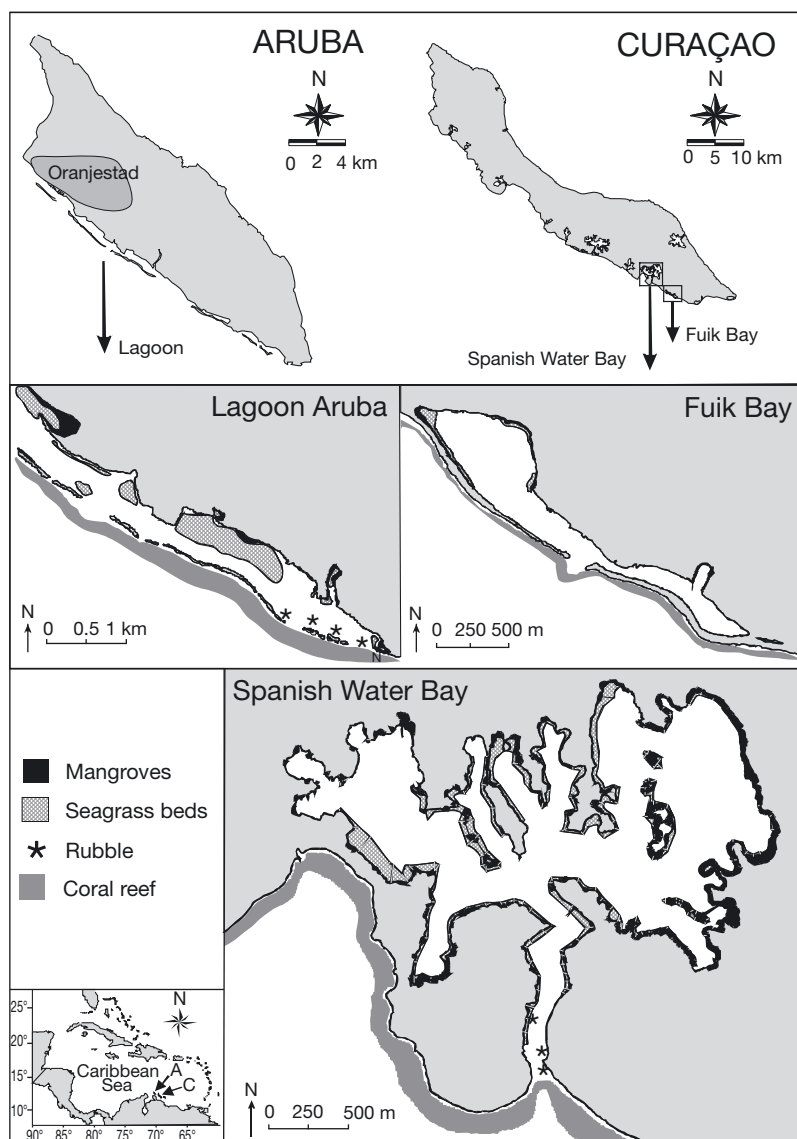 ARUBA
N
0 2 4 km
Oranjestad
Lagoon
CURAÇAO
N
0 5 10 km
Spanish Water Bay
Fuik Bay
Lagoon Aruba
N
0 0.5 1 km
N
Fuik Bay
N
0 250 500 m
Spanish Water Bay
Mangroves
Seagrass beds
Rubble
Coral reef
N
0 250 500 m
N
25°
20°
15°
10°
Caribbean
Sea
A
C
90° 85° 80° 75° 70° 65°